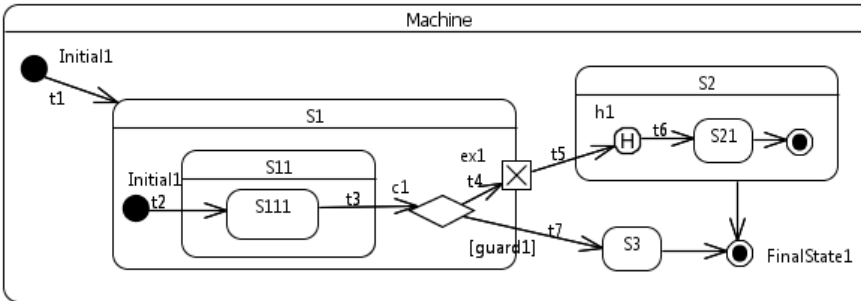 Machine
Initial1
t1
S1
S2
h1
H
t6
S21
ex1
t5
t4
S11
Initial1
t2
S111
t3
c1
[guard1]
t7
S3
FinalState1